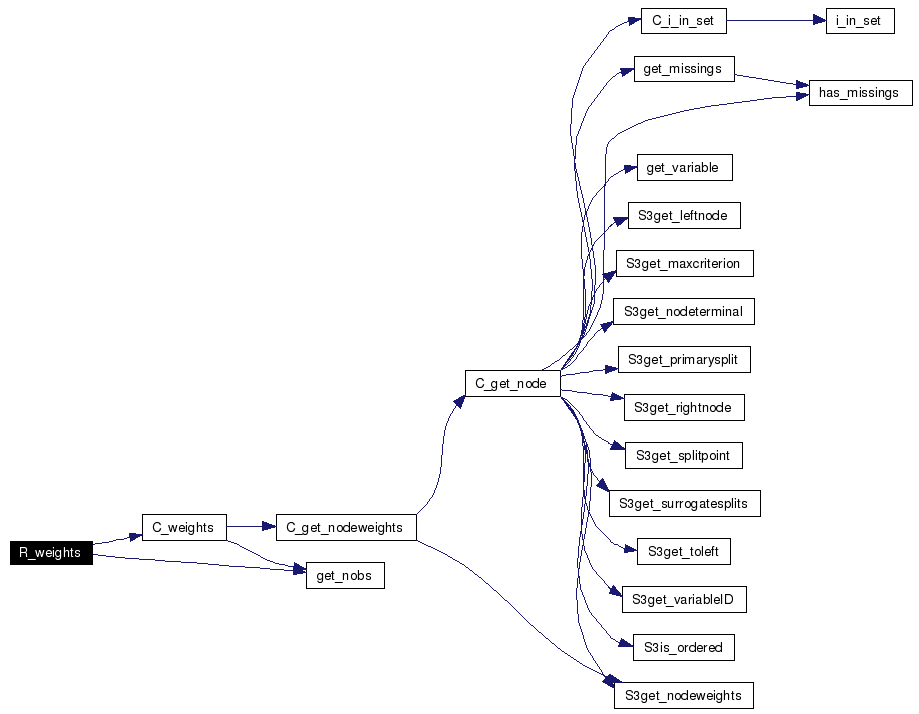 C_i_in_set
i_in_set
get_missings
has_missings
get_variable
S3get_leftnode
S3get_maxcriterion
S3get_nodeterminal
S3get_primarysplit
C_get_node
S3get_rightnode
S3get_splitpoint
S3get_surrogatesplits
C_weights
C_get_nodeweights
R_weights
S3get_toleft
get_nobs
S3get_variableID
S3is_ordered
S3get_nodeweights